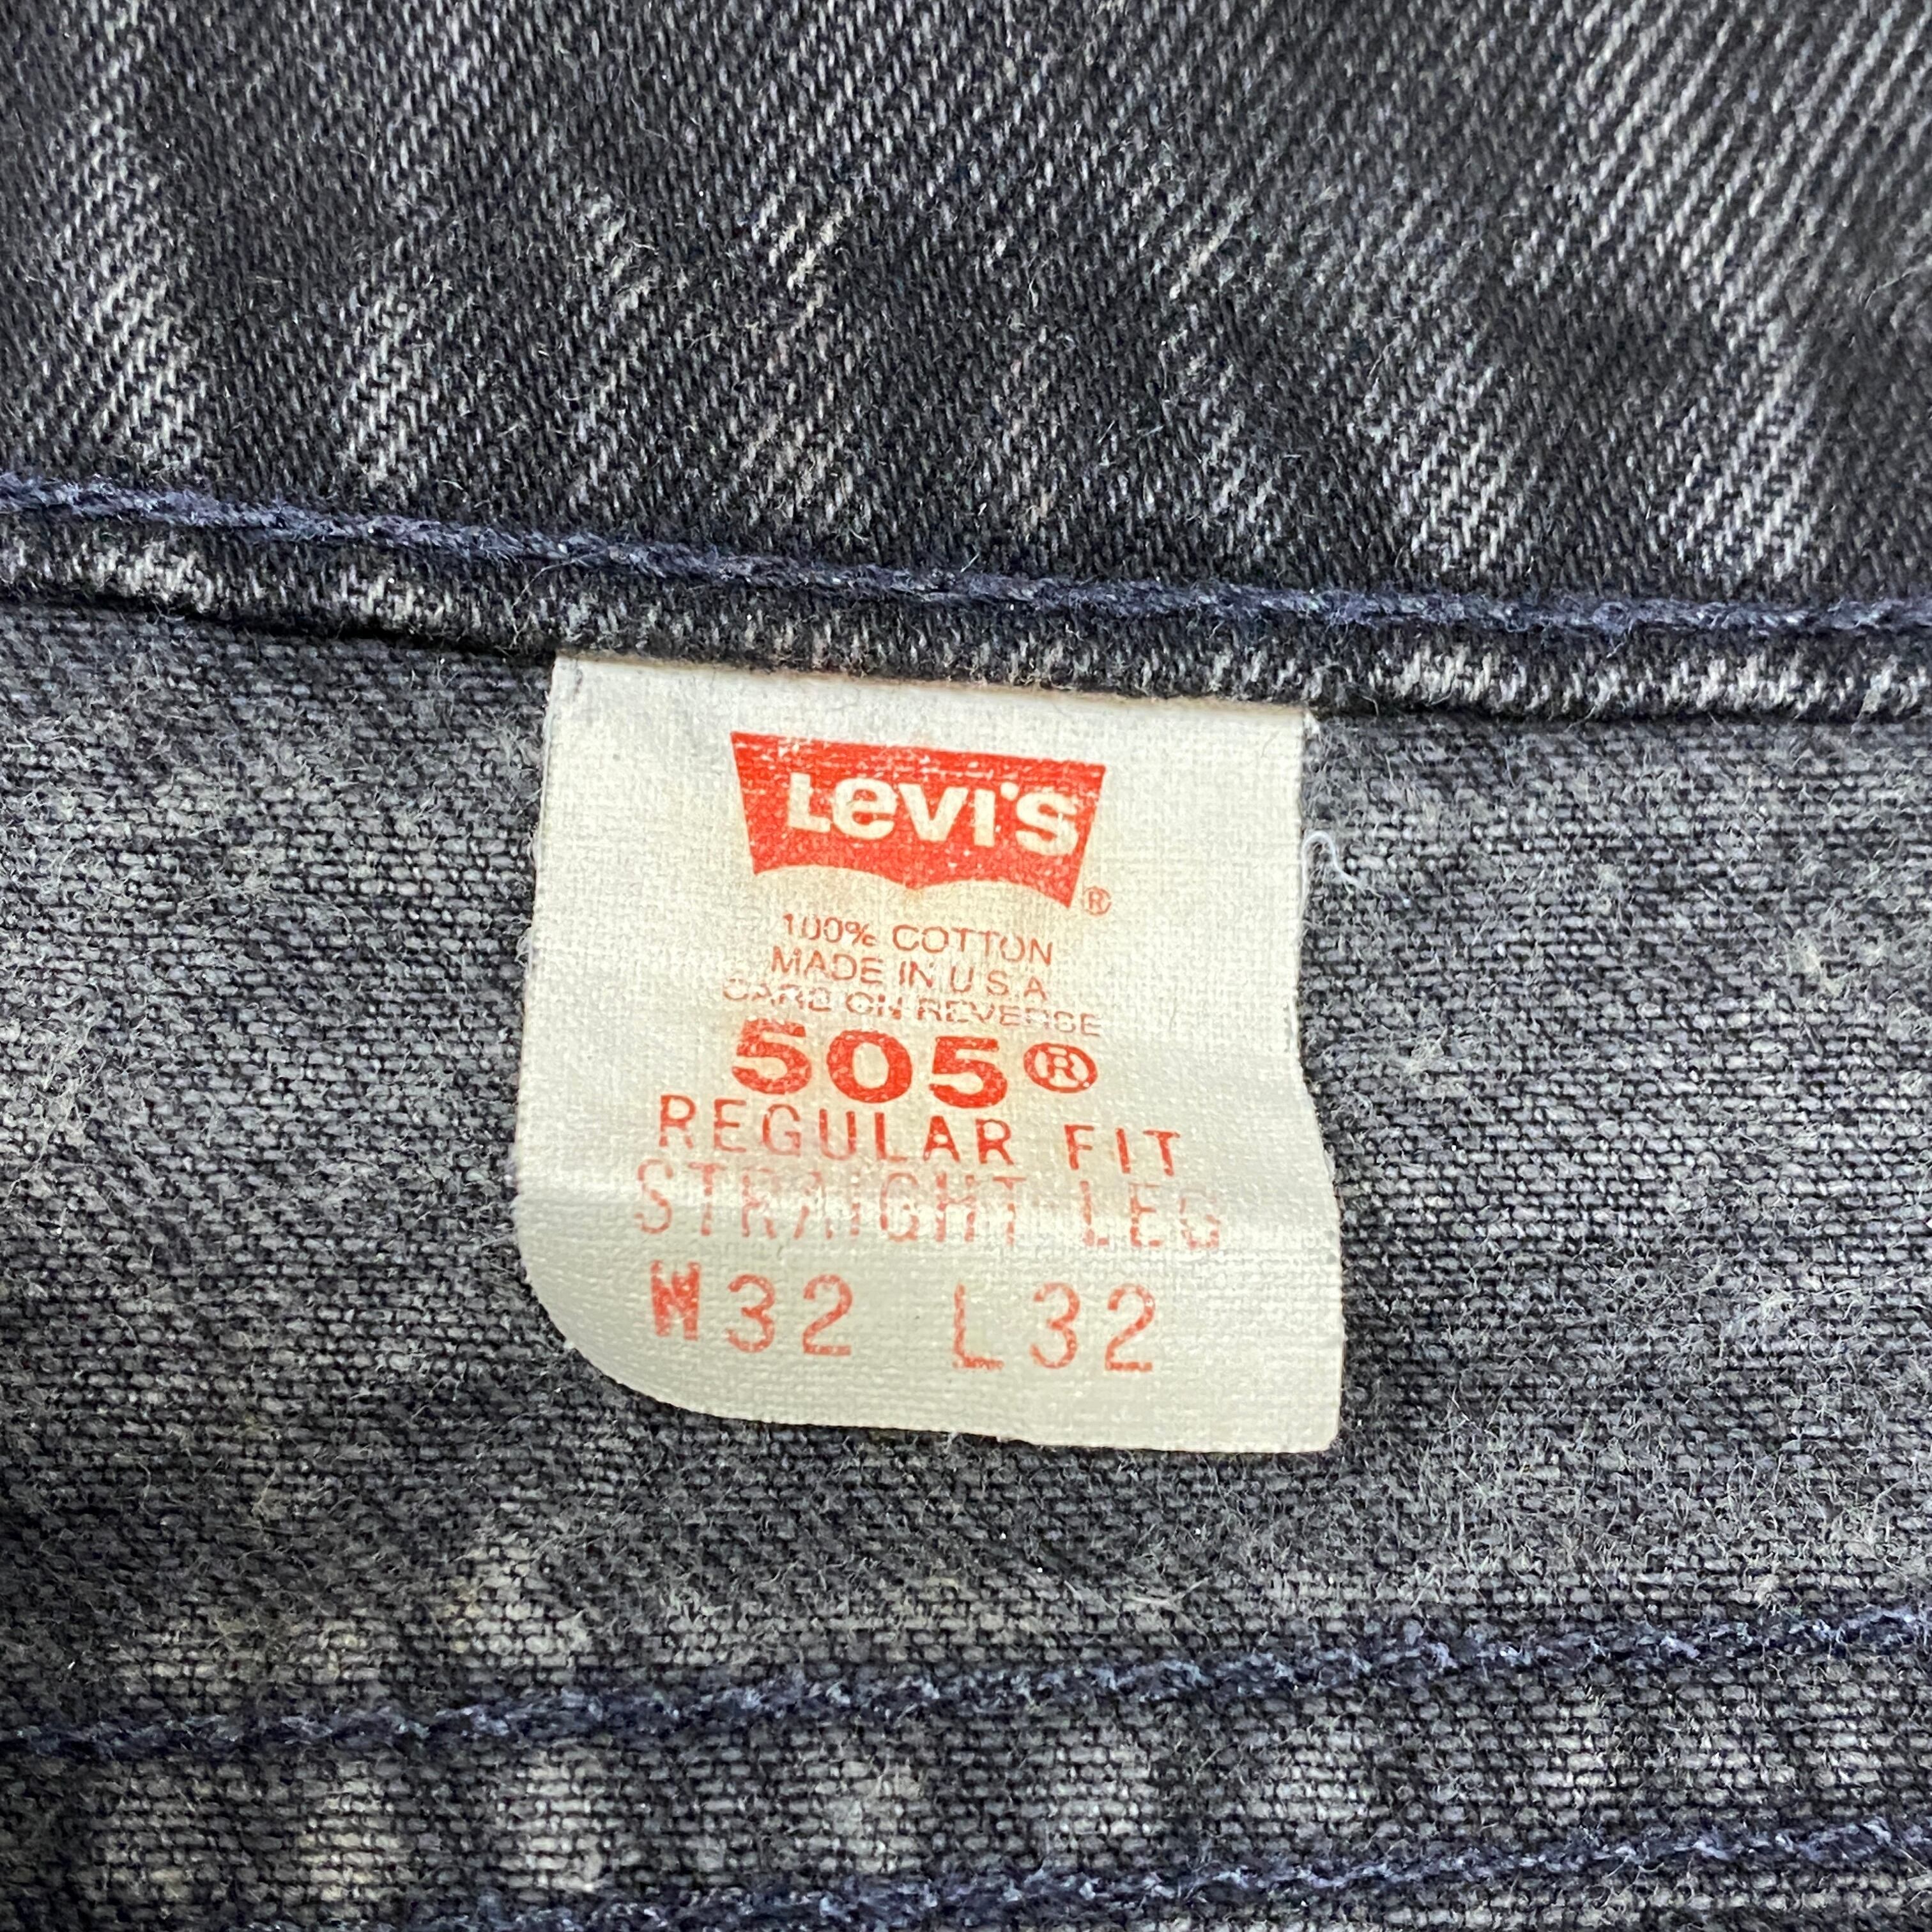 Levi's ®
100% COTTON
MADE IN U.S.A.
CARE ON REVERSE
505®
REGULAR FIT
STRAIGHT LEG
W32 L32